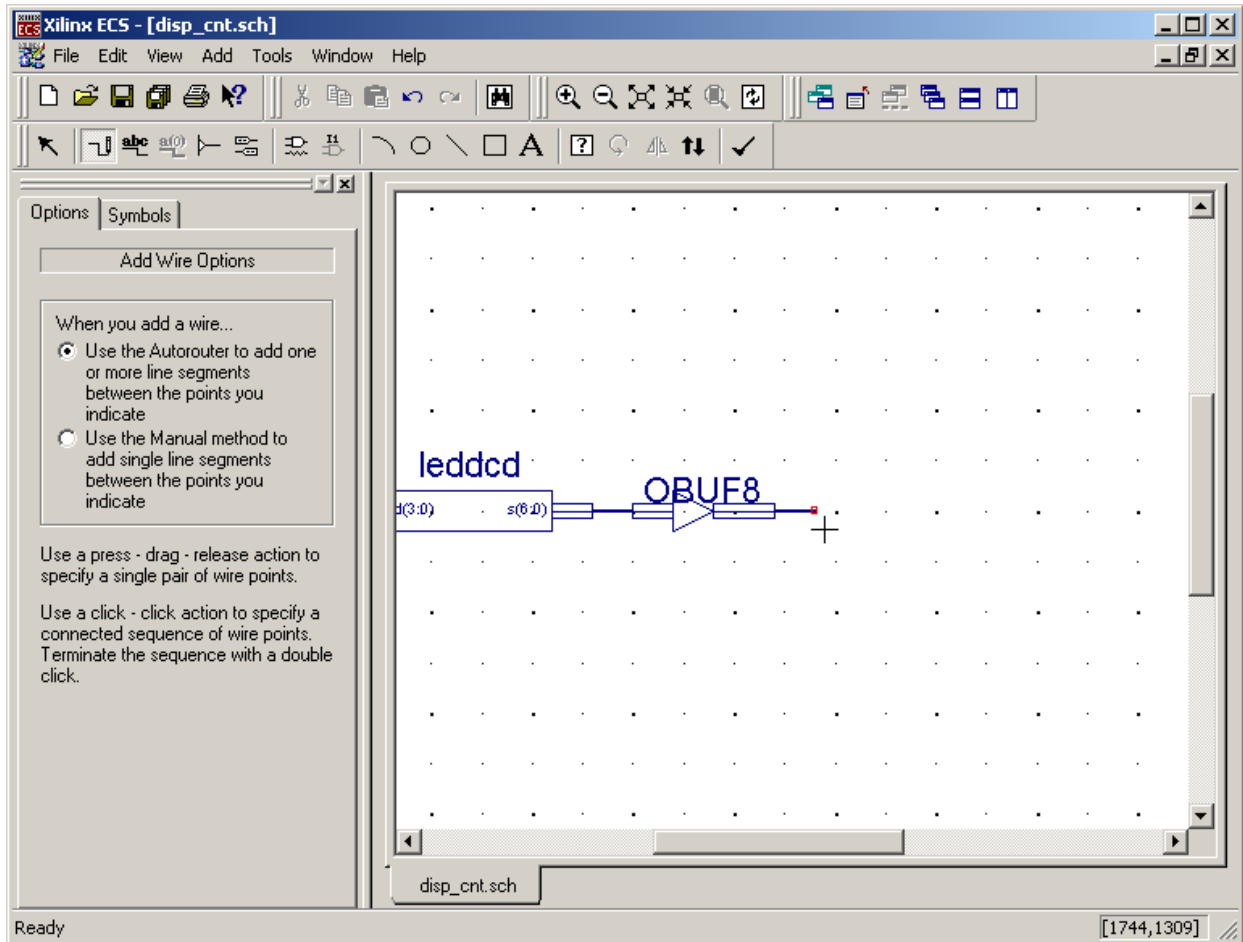 Xilinx ECS - [disp_cnt.sch]
File Edit View Add Tools Window Help
abc a(0) I1 A ?
Options Symbols
Add Wire Options
When you add a wire...
Use the Autorouter to add one
or more line segments
between the points you
indicate
Use the Manual method to
add single line segments
between the points you
indicate
Use a press - drag - release action to
specify a single pair of wire points.
Use a click - click action to specify a
connected sequence of wire points.
Terminate the sequence with a double
click.
leddcd
OBUF8
d(3:0) s(6:0)
disp_cnt.sch
Ready
[1744,1309]